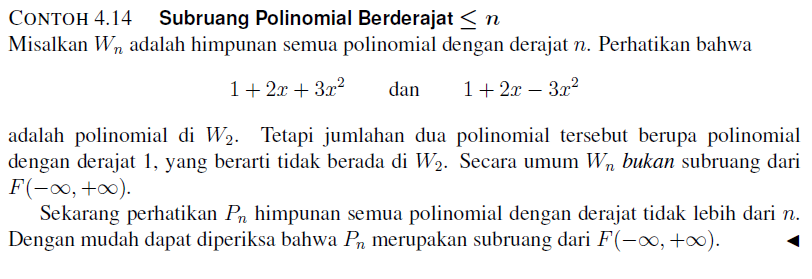 CONTOH 4.14 Subruang Polinomial Berderajat ≤ n
Misalkan Wₙ adalah himpunan semua polinomial dengan derajat n. Perhatikan bahwa
1 + 2x + 3x² dan 1 + 2x − 3x²
adalah polinomial di W₂. Tetapi jumlahan dua polinomial tersebut berupa polinomial
dengan derajat 1, yang berarti tidak berada di W₂. Secara umum Wₙ bukan subruang dari
F(−∞, +∞).
Sekarang perhatikan Pₙ himpunan semua polinomial dengan derajat tidak lebih dari n.
Dengan mudah dapat diperiksa bahwa Pₙ merupakan subruang dari F(−∞, +∞). ◄